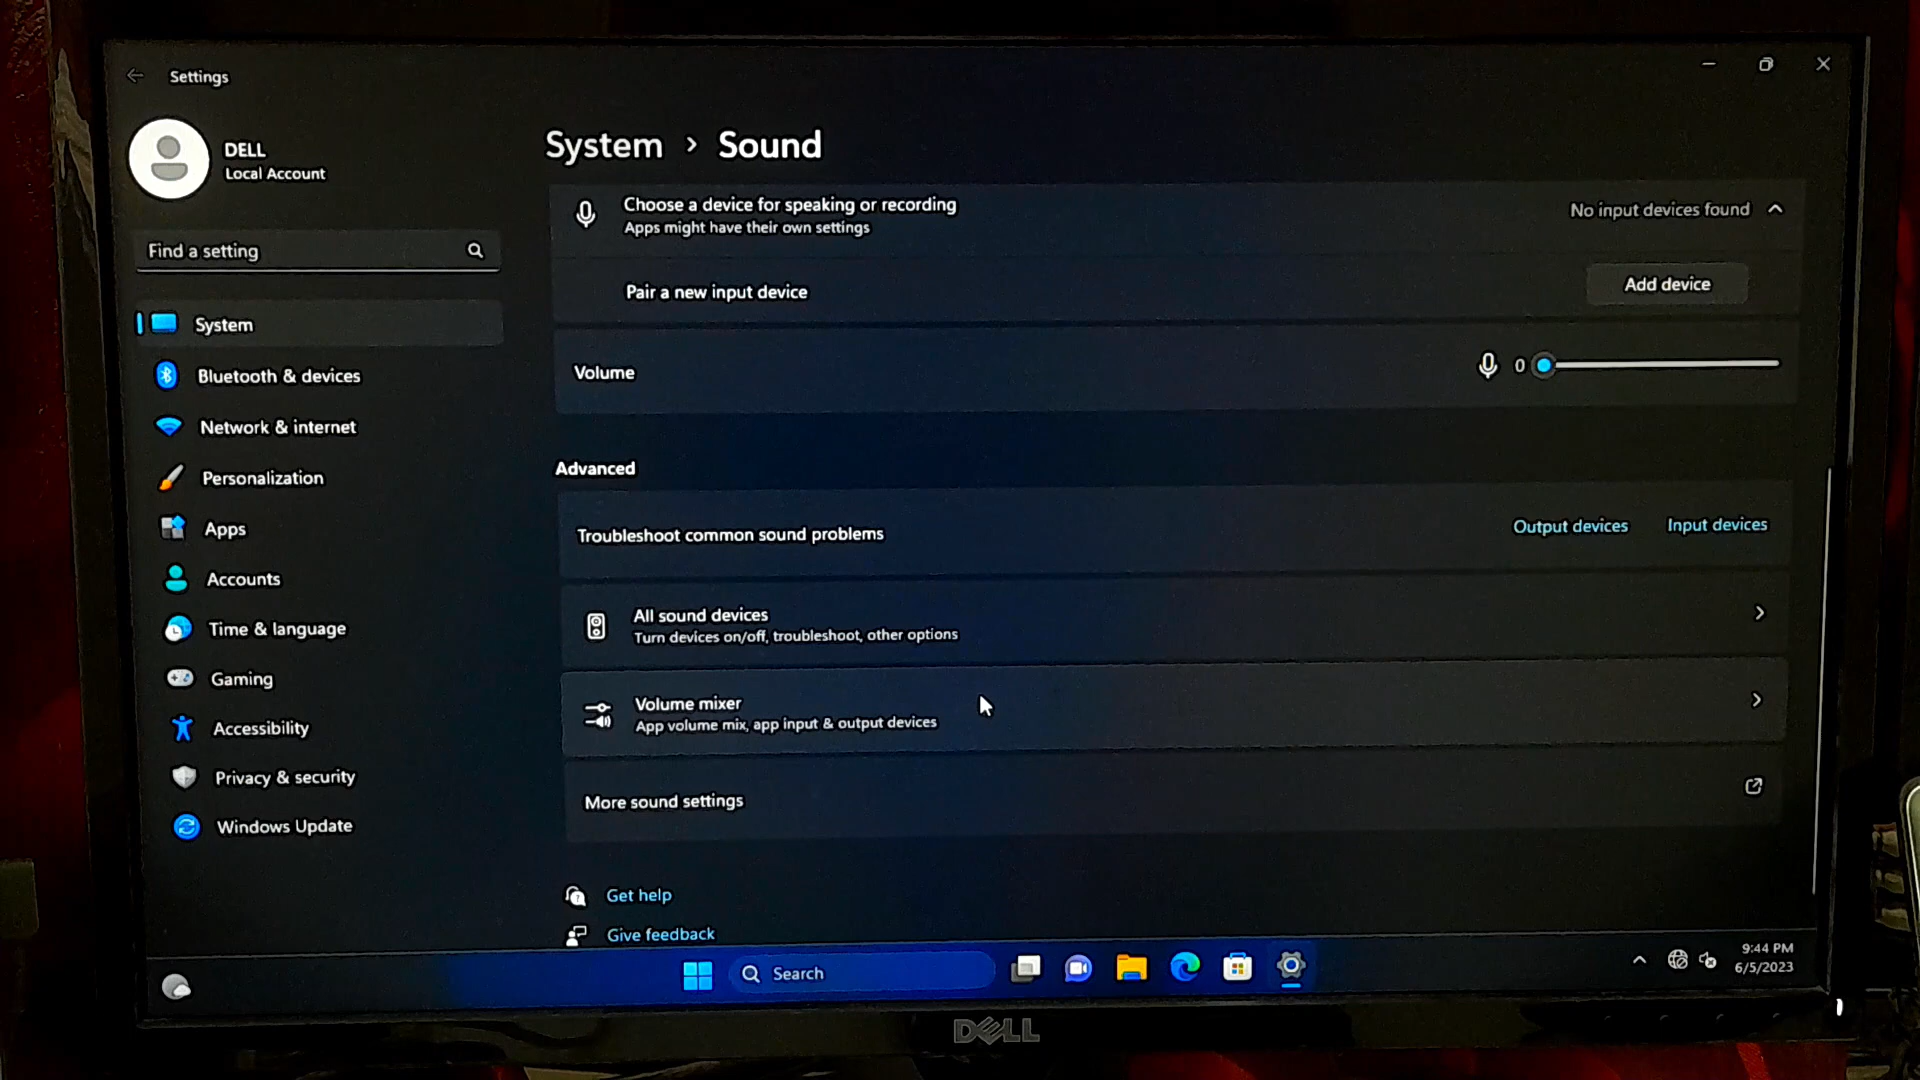 Settings
DELL
Local Account
Find a setting
System
Bluetooth & devices
Network & internet
Personalization
Apps
Accounts
Time & language
Gaming
Accessibility
Privacy & security
Windows Update
System > Sound
Choose a device for speaking or recording
Apps might have their own settings
No input devices found
Pair a new input device
Add device
Volume
0
Advanced
Troubleshoot common sound problems
Output devices
Input devices
All sound devices
Turn devices on/off, troubleshoot, other options
Volume mixer
App volume mix, app input & output devices
More sound settings
Get help
Give feedback
Search
9:44 PM
6/5/2023
DELL